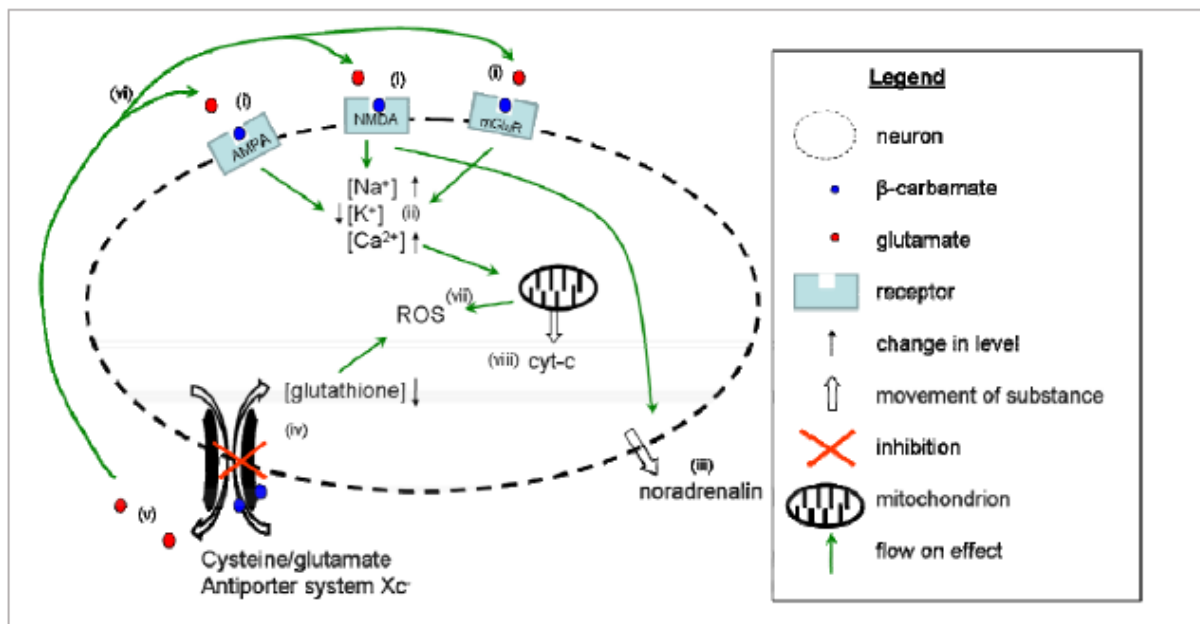 (vi)
(i)
(i)
(i)
AMPA
NMDA
mGluR
[Na⁺] ↑
↓ [K⁺] (ii)
[Ca²⁺] ↑
ROS (vii)
(viii) cyt-c
[glutathione] ↓
(iv)
(v)
(iii)
noradrenalin
Cysteine/glutamate
Antiporter system Xc⁻
Legend
neuron
β-carbamate
glutamate
receptor
change in level
movement of substance
inhibition
mitochondrion
flow on effect